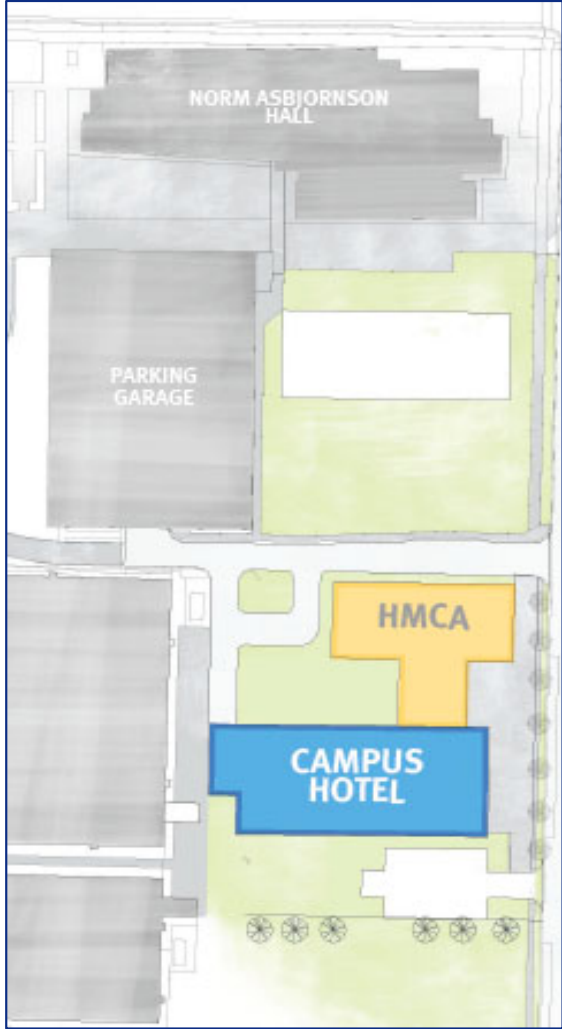 NORM ASBJORNSON
HALL
PARKING
GARAGE
HMCA
CAMPUS
HOTEL